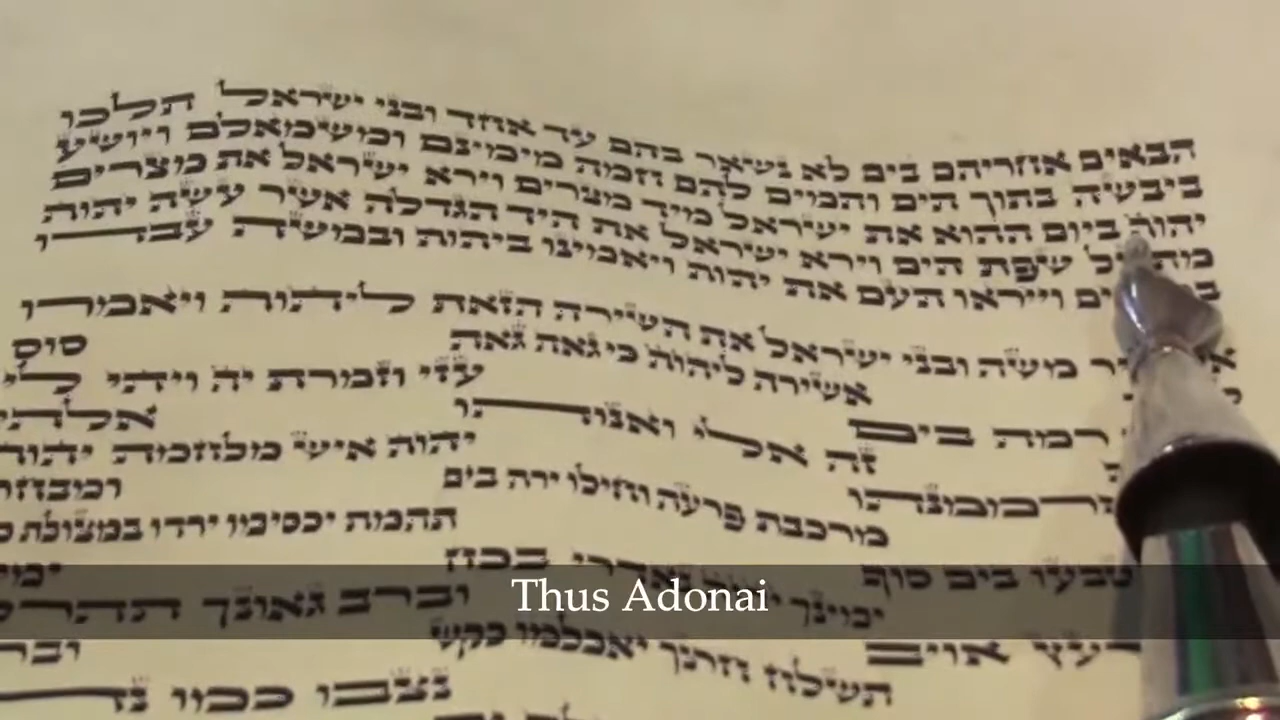 הבאים אחריהם בים לא נשאר בהם עד אחד ובני ישראל הלכו
ביבשה בתוך הים והמים להם חמה מימינם ומשמאלם ויושע
יהוה ביום ההוא את ישראל מיד מצרים וירא ישראל את מצרים
שפת הים וירא ישראל את היד הגדלה אשר עשה יהוה
וייראו העם את יהוה ויאמינו ביהוה ובמשה עבדו
משה ובני ישראל את השירה הזאת ליהוה ויאמרו
אשירה ליהוה כי גאה גאה סוס
רמה בים עזי וזמרת יה ויהי לי
זה אלי ואנוהו אלהי
יהוה איש מלחמה יהוה
מרכבת פרעה וחילו ירה בים ומבחר
טבעו בים סוף תהמת יכסימו ירדו במצולת
נאדרי בכח
אויב וברב גאונך תהרס
תשלח חרנך יאכלמו כקש
נצבו כמו נד
Thus Adonai